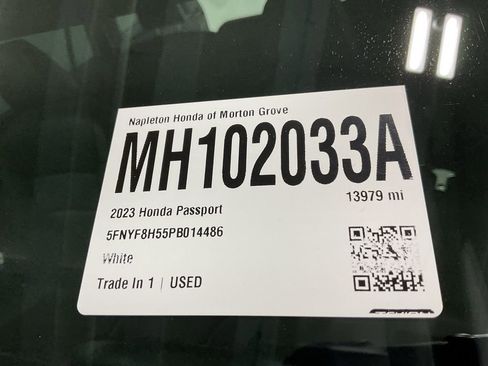 Napleton Honda of Morton Grove
MH102033A
13979 mi
2023 Honda Passport
5FNYF8H55PB014486
White
Trade In 1 | USED